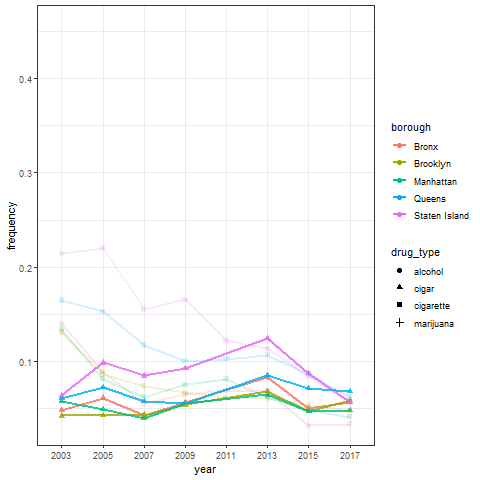 0.4
0.3
0.2
0.1
frequency
2003 2005 2007 2009 2011 2013 2015 2017
year
borough
Bronx
Brooklyn
Manhattan
Queens
Staten Island
drug_type
alcohol
cigar
cigarette
marijuana